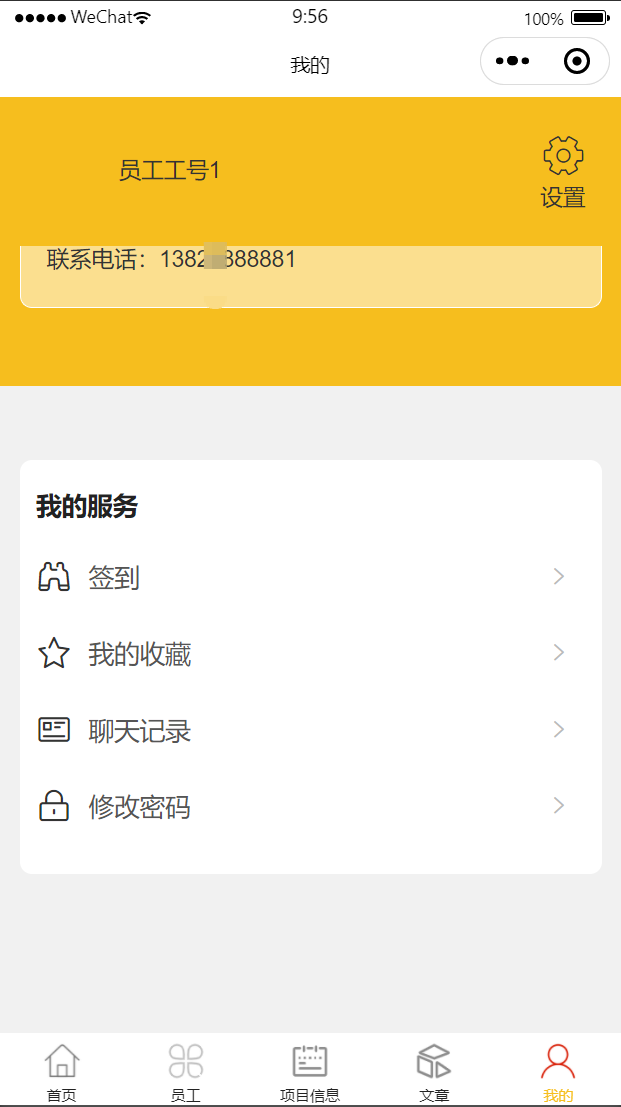 WeChat 9:56 100%
我的
员工工号1
设置
联系电话：1382 888881
我的服务
签到
我的收藏
聊天记录
修改密码
首页 员工 项目信息 文章 我的